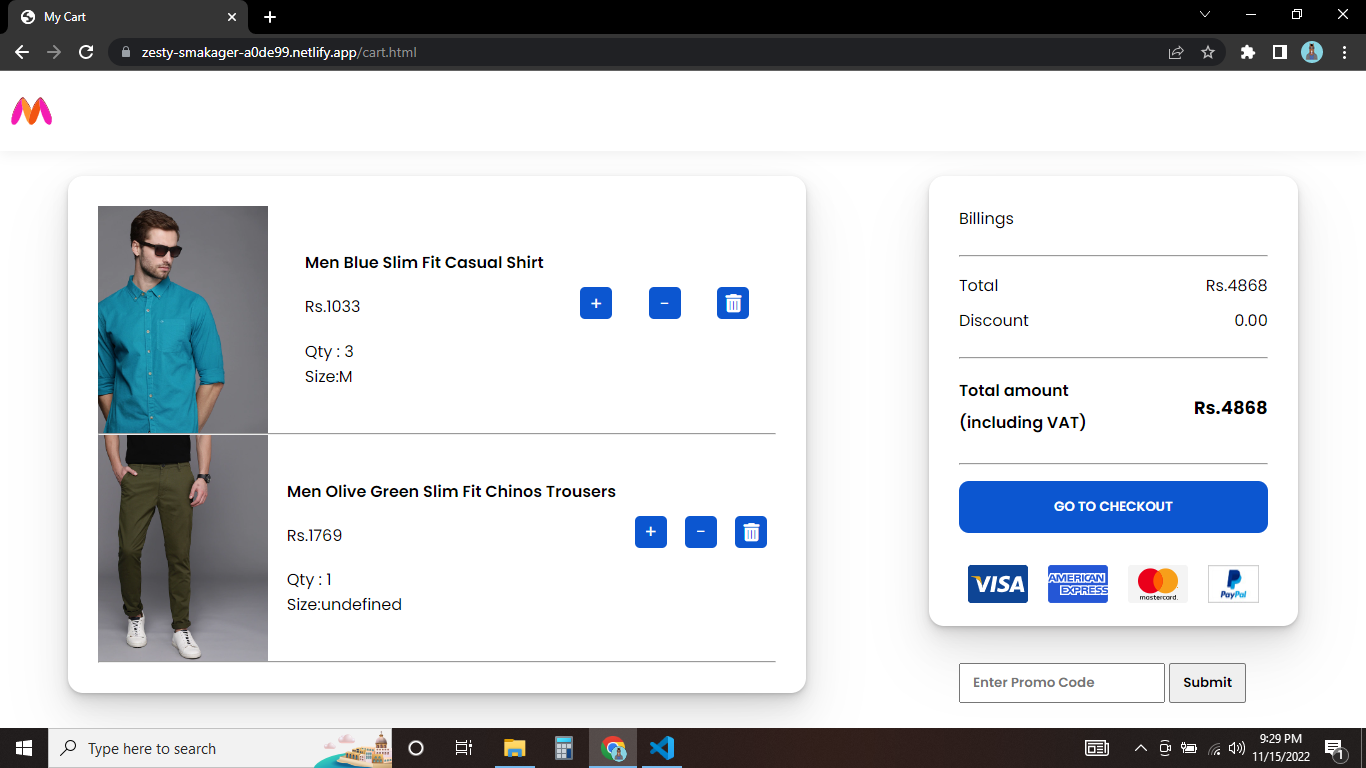 My Cart
zesty-smakager-a0de99.netlify.app/cart.html
Men Blue Slim Fit Casual Shirt
Rs.1033
+
-
Qty : 3
Size:M
Men Olive Green Slim Fit Chinos Trousers
Rs.1769
+
-
Qty : 1
Size:undefined
Billings
Total Rs.4868
Discount 0.00
Total amount
(including VAT)
Rs.4868
GO TO CHECKOUT
VISA
AMERICAN
EXPRESS
mastercard.
PayPal
Enter Promo Code
Submit
Type here to search
9:29 PM
11/15/2022
1